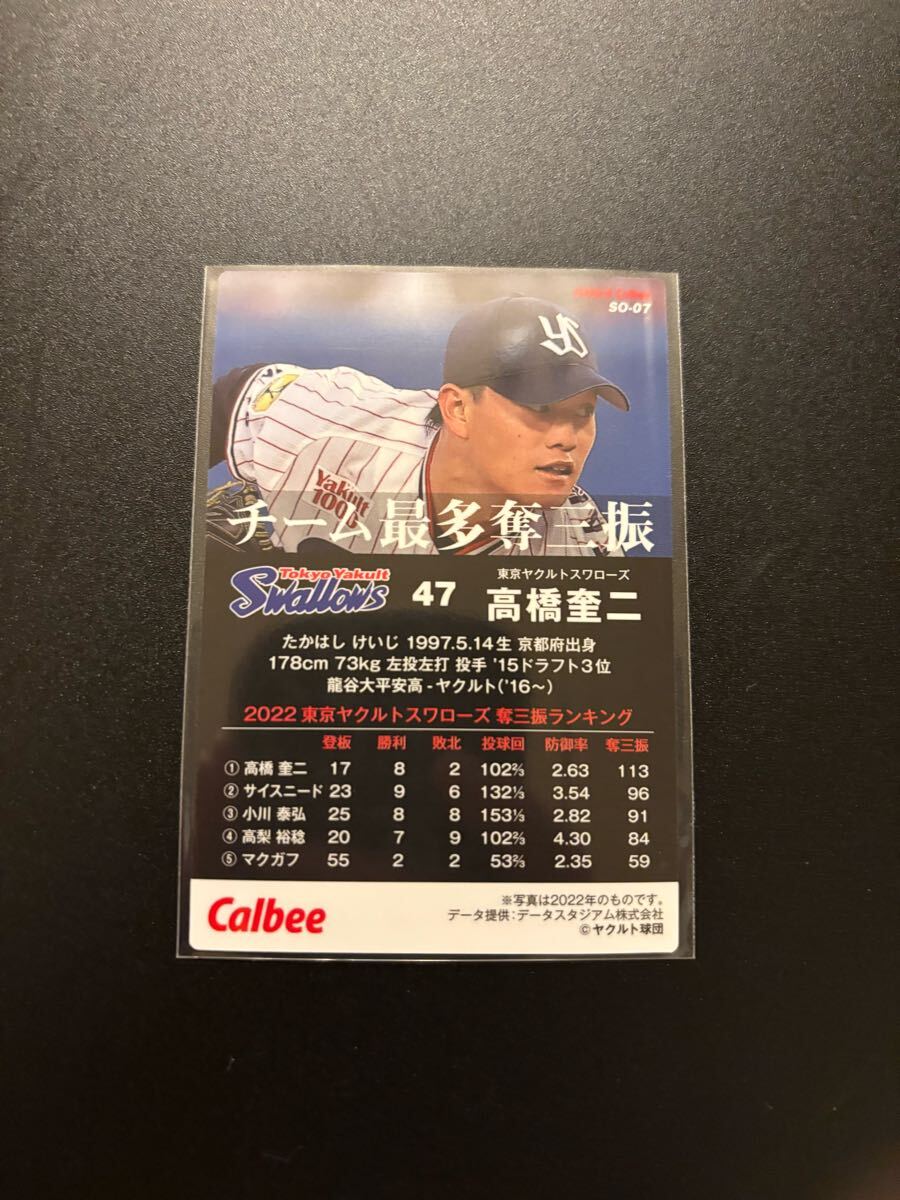 Calbee
SO-07
YS
Yakult
1000
チーム最多奪三振
Tokyo Yakult
Swallows
47
東京ヤクルトスワローズ
高橋奎二
たかはし けいじ 1997.5.14生 京都府出身
178cm 73kg 左投左打 投手 '15ドラフト3位
龍谷大平安高-ヤクルト('16~)
2022 東京ヤクルトスワローズ 奪三振ランキング
登板 勝利 敗北 投球回 防御率 奪三振
① 高橋 奎二 17 8 2 102⅔ 2.63 113
② サイスニード 23 9 6 132⅓ 3.54 96
③ 小川 泰弘 25 8 8 153⅓ 2.82 91
④ 高梨 裕稔 20 7 9 102⅔ 4.30 84
⑤ マクガフ 55 2 2 53⅔ 2.35 59
Calbee
※写真は2022年のものです。
データ提供:データスタジアム株式会社
©ヤクルト球団